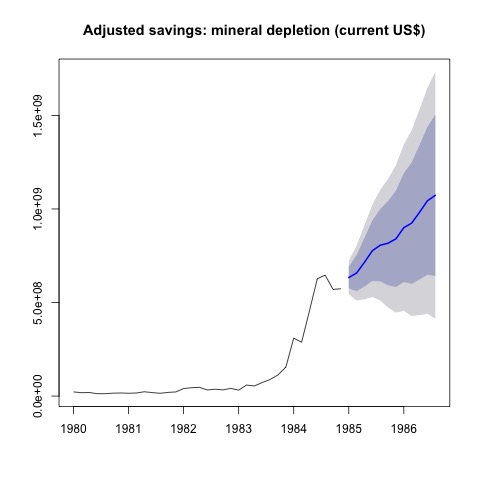 Adjusted savings: mineral depletion (current US$)
1.5e+09
1.0e+09
5.0e+08
0.0e+00
1980 1981 1982 1983 1984 1985 1986